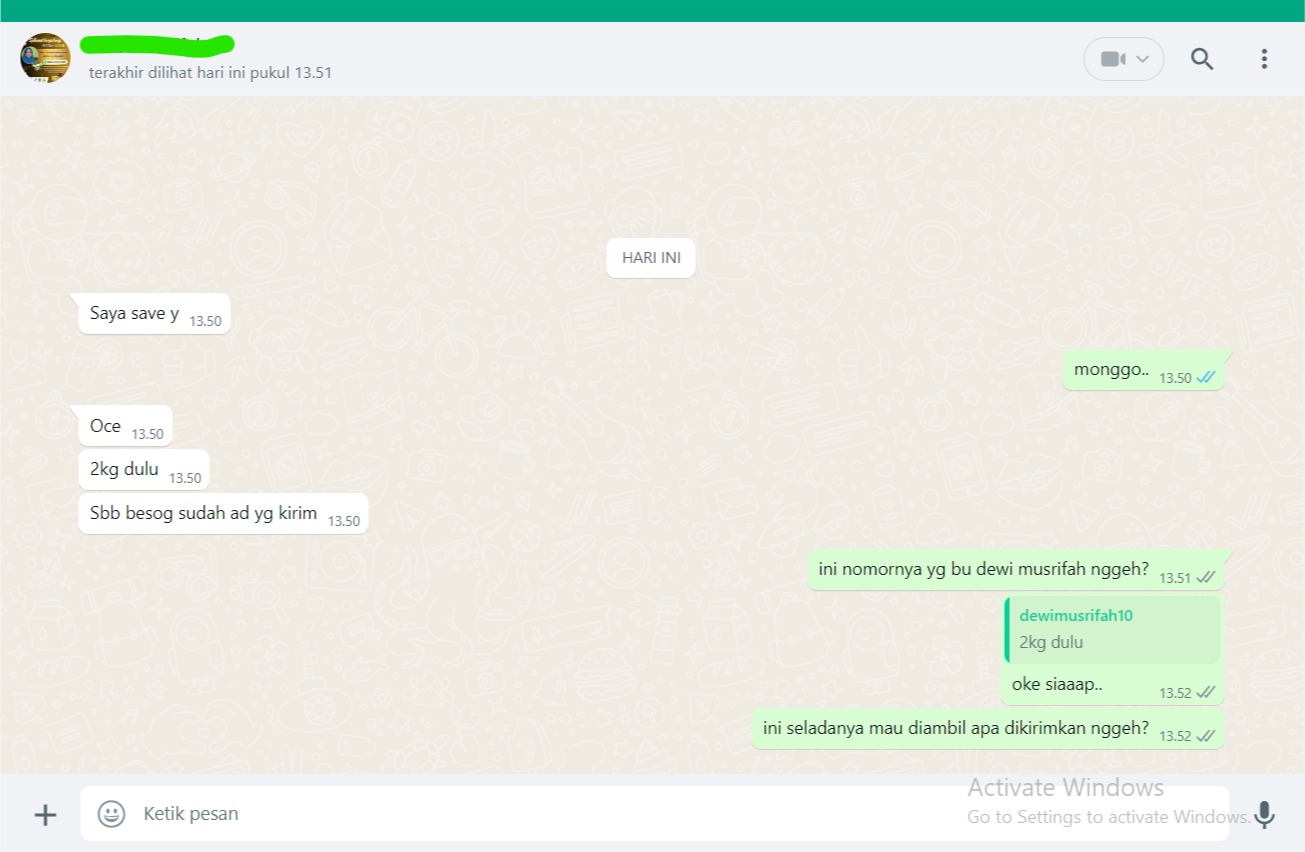 terakhir dilihat hari ini pukul 13.51
HARI INI
Saya save y 13.50
monggo.. 13.50
Oce 13.50
2kg dulu 13.50
Sbb besog sudah ad yg kirim 13.50
ini nomornya yg bu dewi musrifah nggeh? 13.51
dewimusrifah10
2kg dulu
oke siaaap.. 13.52
ini seladanya mau diambil apa dikirimkan nggeh? 13.52
Ketik pesan
Activate Windows
Go to Settings to activate Windows.